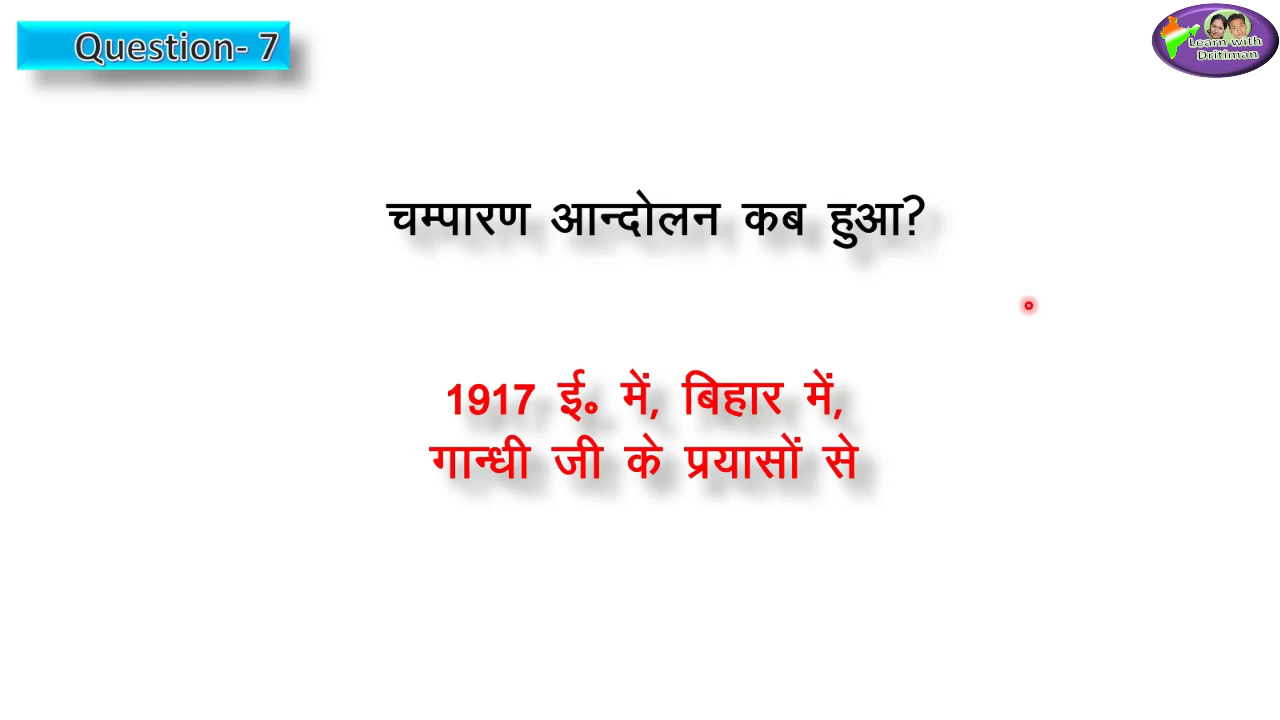 Question- 7
Learn with
Dritiman
चम्पारण आन्दोलन कब हुआ?
1917 ई॰ में, बिहार में,
गान्धी जी के प्रयासों से